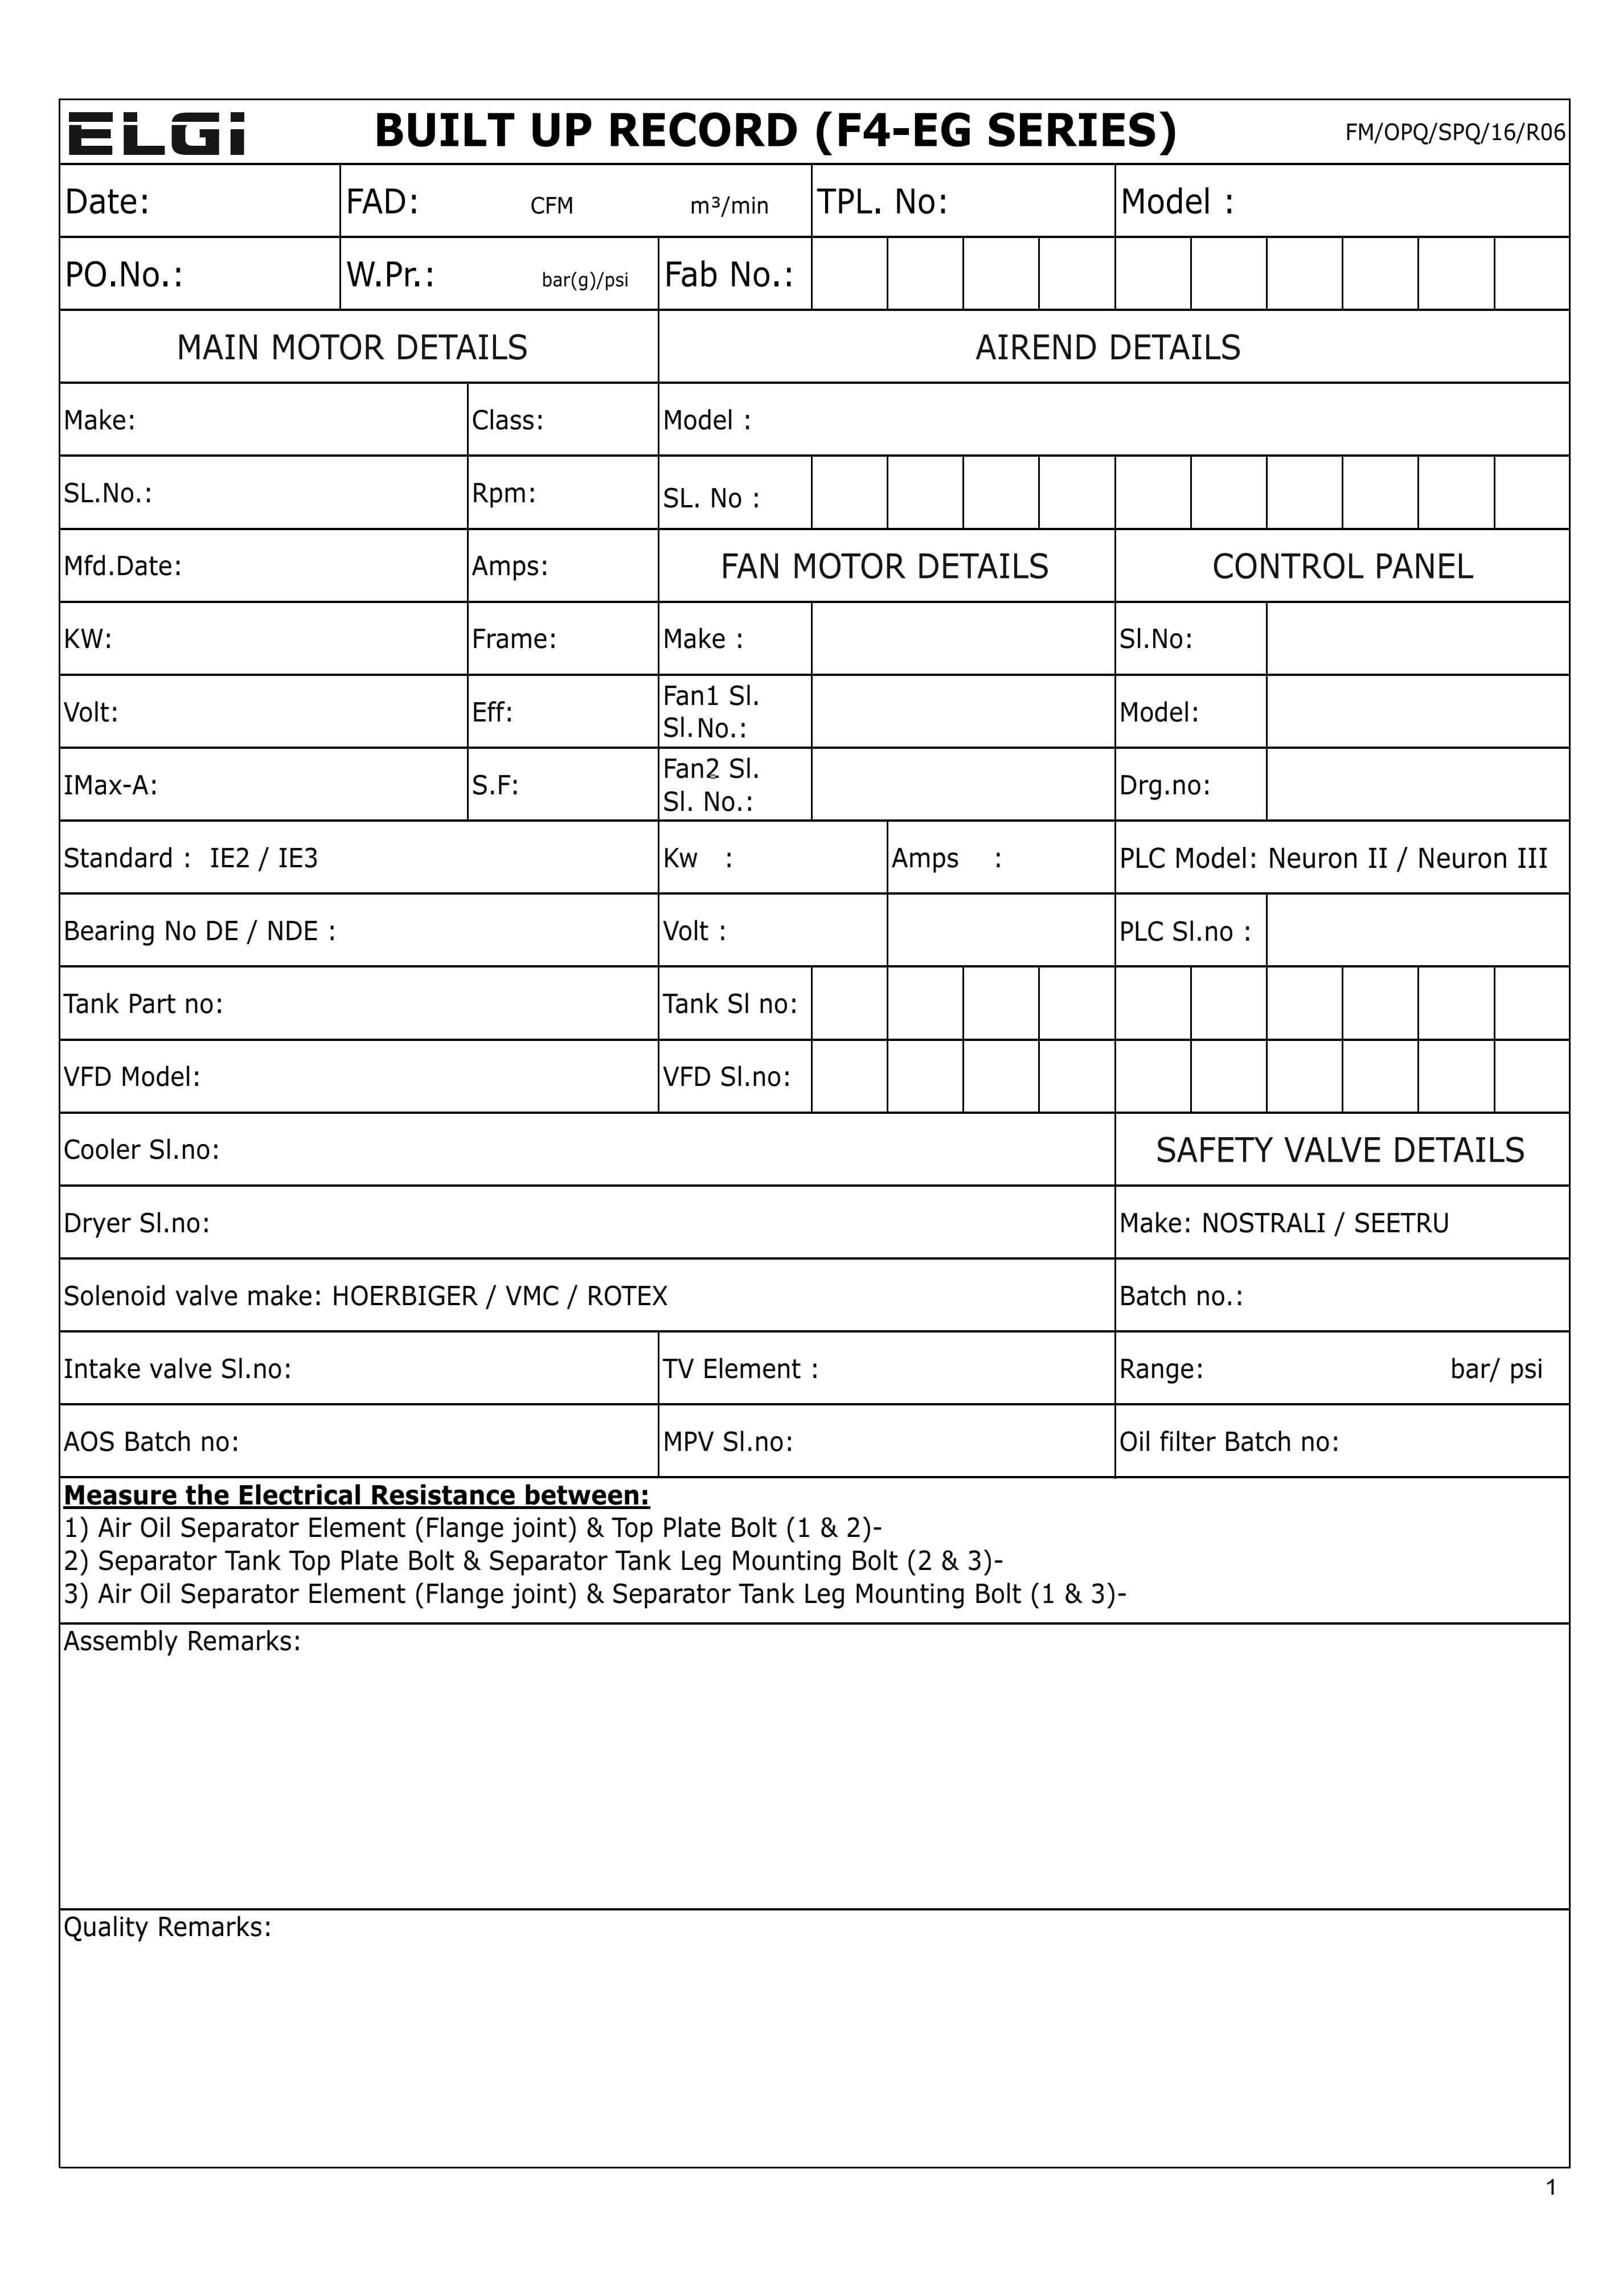 ELGi BUILT UP RECORD (F4-EG SERIES) FM/OPQ/SPQ/16/R06
Date: FAD: CFM m³/min TPL. No: Model :
PO.No.: W.Pr.: bar(g)/psi Fab No.:
MAIN MOTOR DETAILS AIREND DETAILS
Make: Class: Model :
SL.No.: Rpm: SL. No :
Mfd.Date: Amps: FAN MOTOR DETAILS CONTROL PANEL
KW: Frame: Make : Sl.No:
Volt: Eff: Fan1 Sl. Sl.No.: Model:
IMax-A: S.F: Fan2 Sl. Sl. No.: Drg.no:
Standard : IE2 / IE3 Kw : Amps : PLC Model: Neuron II / Neuron III
Bearing No DE / NDE : Volt : PLC Sl.no :
Tank Part no: Tank Sl no:
VFD Model: VFD Sl.no:
Cooler Sl.no: SAFETY VALVE DETAILS
Dryer Sl.no: Make: NOSTRALI / SEETRU
Solenoid valve make: HOERBIGER / VMC / ROTEX Batch no.:
Intake valve Sl.no: TV Element : Range: bar/ psi
AOS Batch no: MPV Sl.no: Oil filter Batch no:
Measure the Electrical Resistance between:
1) Air Oil Separator Element (Flange joint) & Top Plate Bolt (1 & 2)-
2) Separator Tank Top Plate Bolt & Separator Tank Leg Mounting Bolt (2 & 3)-
3) Air Oil Separator Element (Flange joint) & Separator Tank Leg Mounting Bolt (1 & 3)-
Assembly Remarks:
Quality Remarks:
1